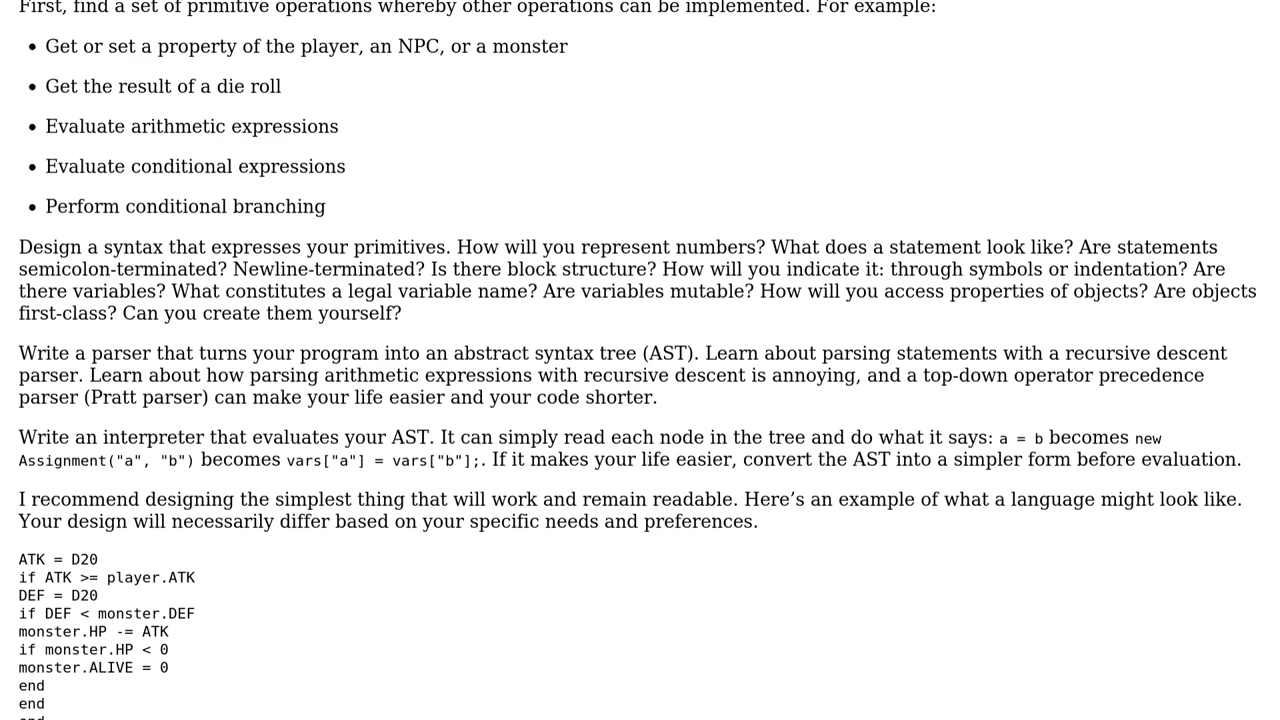 First, find a set of primitive operations whereby other operations can be implemented. For example:
• Get or set a property of the player, an NPC, or a monster
• Get the result of a die roll
• Evaluate arithmetic expressions
• Evaluate conditional expressions
• Perform conditional branching
Design a syntax that expresses your primitives. How will you represent numbers? What does a statement look like? Are statements
semicolon-terminated? Newline-terminated? Is there block structure? How will you indicate it: through symbols or indentation? Are
there variables? What constitutes a legal variable name? Are variables mutable? How will you access properties of objects? Are objects
first-class? Can you create them yourself?
Write a parser that turns your program into an abstract syntax tree (AST). Learn about parsing statements with a recursive descent
parser. Learn about how parsing arithmetic expressions with recursive descent is annoying, and a top-down operator precedence
parser (Pratt parser) can make your life easier and your code shorter.
Write an interpreter that evaluates your AST. It can simply read each node in the tree and do what it says: a = b becomes new
Assignment("a", "b") becomes vars["a"] = vars["b"];. If it makes your life easier, convert the AST into a simpler form before evaluation.
I recommend designing the simplest thing that will work and remain readable. Here’s an example of what a language might look like.
Your design will necessarily differ based on your specific needs and preferences.
ATK = D20
if ATK >= player.ATK
DEF = D20
if DEF < monster.DEF
monster.HP -= ATK
if monster.HP < 0
monster.ALIVE = 0
end
end